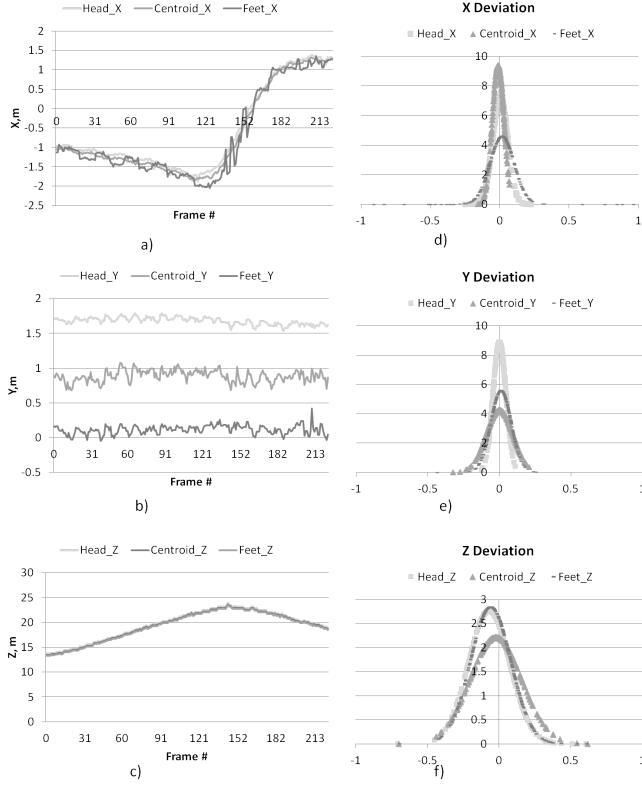 Head_X Centroid_X Feet_X
2
1.5
1
0.5
0
-0.5
-1
-1.5
-2
-2.5
X,m
0 31 61 91 121 152 182 213
Frame #
a)
X Deviation
Head_X Centroid_X Feet_X
10
8
6
4
2
0
-1 -0.5 0 0.5 1
d)
Head_Y Centroid_Y Feet_Y
2
1.5
1
0.5
0
-0.5
Y,m
0 31 60 91 121 152 182 213
Frame #
b)
Y Deviation
Head_Y Centroid_Y Feet_Y
10
8
6
4
2
0
-1 -0.5 0 0.5 1
e)
Head_Z Centroid_Z Feet_Z
30
25
20
15
10
5
0
Z, m
0 31 60 91 121 152 182 213
Frame #
c)
Z Deviation
Head_Z Centroid_Z Feet_Z
3
2.5
2
1.5
1
0.5
0
-1 -0.5 0 0.5
f)